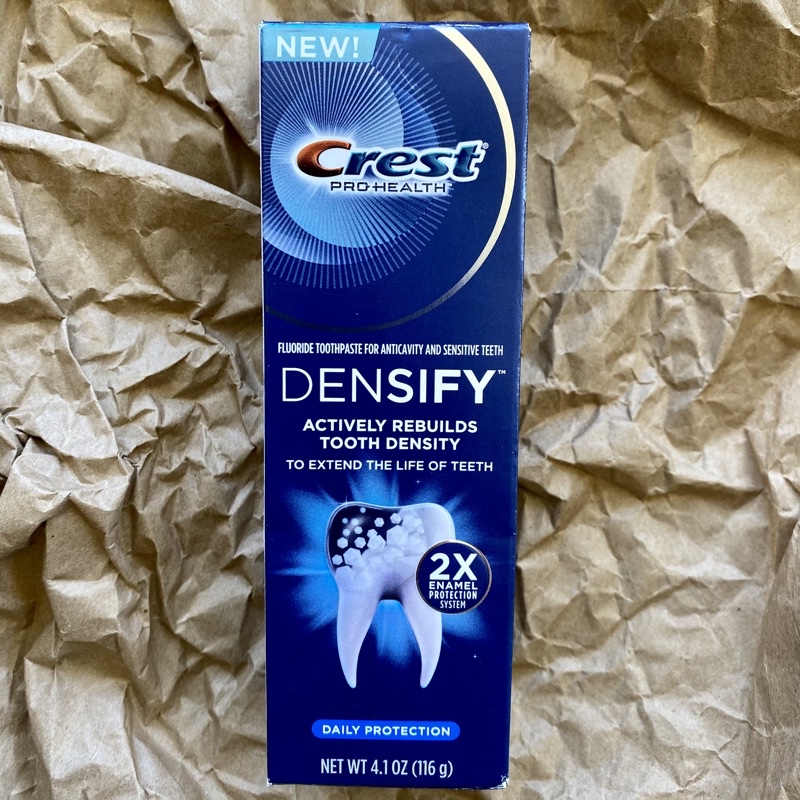 NEW!
Crest®
PRO-HEALTH
FLUORIDE TOOTHPASTE FOR ANTICAVITY AND SENSITIVE TEETH
DENSIFY™
ACTIVELY REBUILDS
TOOTH DENSITY
TO EXTEND THE LIFE OF TEETH
2X
ENAMEL
PROTECTION
SYSTEM
DAILY PROTECTION
NET WT 4.1 OZ (116 g)